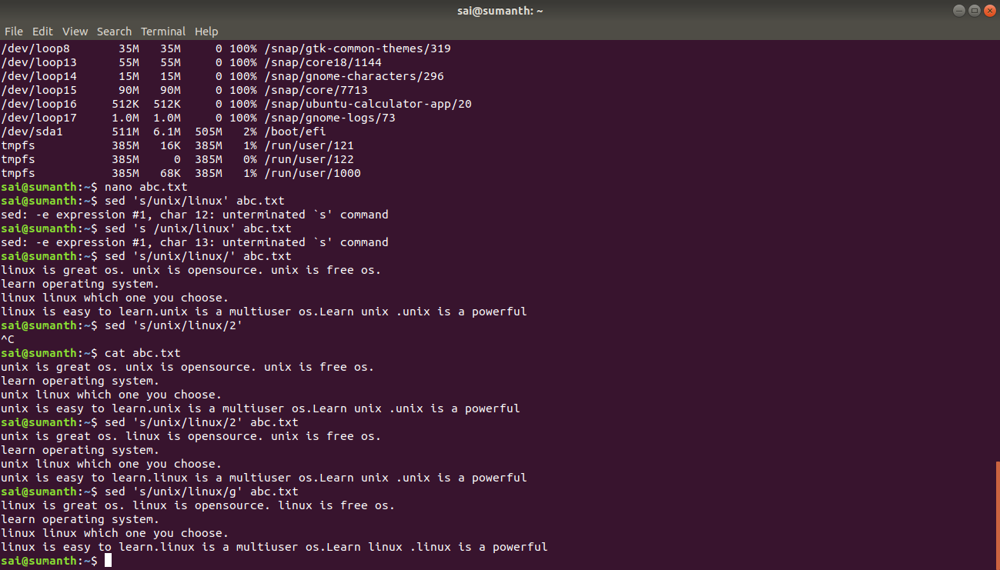 sai@sumanth: ~
File Edit View Search Terminal Help
/dev/loop8       35M   35M     0 100% /snap/gtk-common-themes/319
/dev/loop13      55M   55M     0 100% /snap/core18/1144
/dev/loop14      15M   15M     0 100% /snap/gnome-characters/296
/dev/loop15      90M   90M     0 100% /snap/core/7713
/dev/loop16     512K  512K     0 100% /snap/ubuntu-calculator-app/20
/dev/loop17     1.0M  1.0M     0 100% /snap/gnome-logs/73
/dev/sda1       511M  6.1M  505M   2% /boot/efi
tmpfs           385M   16K  385M   1% /run/user/121
tmpfs           385M     0  385M   0% /run/user/122
tmpfs           385M   68K  385M   1% /run/user/1000
sai@sumanth:~$ nano abc.txt
sai@sumanth:~$ sed 's/unix/linux' abc.txt
sed: -e expression #1, char 12: unterminated `s' command
sai@sumanth:~$ sed 's /unix/linux' abc.txt
sed: -e expression #1, char 13: unterminated `s' command
sai@sumanth:~$ sed 's/unix/linux/' abc.txt
linux is great os. unix is opensource. unix is free os.
learn operating system.
linux linux which one you choose.
linux is easy to learn.unix is a multiuser os.Learn unix .unix is a powerful
sai@sumanth:~$ sed 's/unix/linux/2'
^C
sai@sumanth:~$ cat abc.txt
unix is great os. unix is opensource. unix is free os.
learn operating system.
unix linux which one you choose.
unix is easy to learn.unix is a multiuser os.Learn unix .unix is a powerful
sai@sumanth:~$ sed 's/unix/linux/2' abc.txt
unix is great os. linux is opensource. unix is free os.
learn operating system.
unix linux which one you choose.
unix is easy to learn.linux is a multiuser os.Learn unix .unix is a powerful
sai@sumanth:~$ sed 's/unix/linux/g' abc.txt
linux is great os. linux is opensource. linux is free os.
learn operating system.
linux linux which one you choose.
linux is easy to learn.linux is a multiuser os.Learn linux .linux is a powerful
sai@sumanth:~$